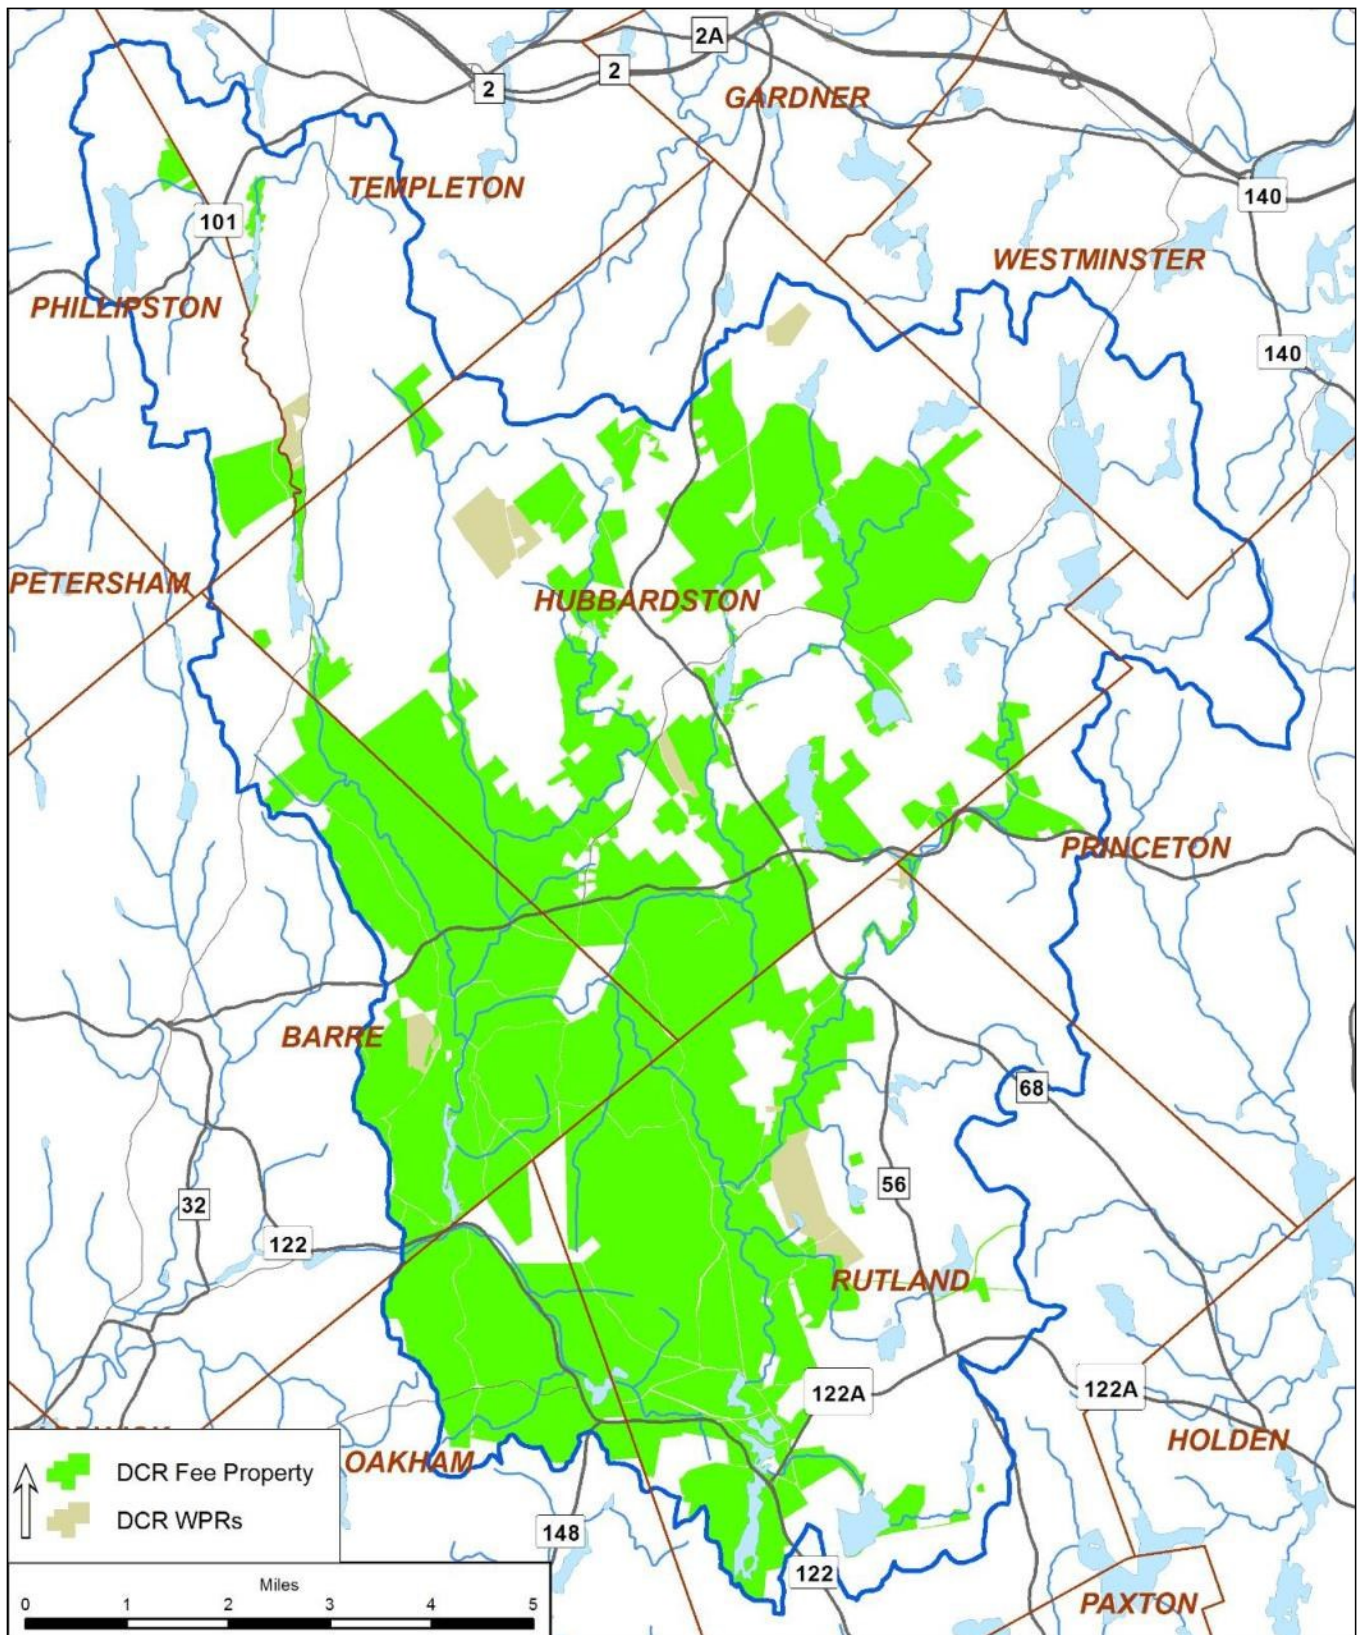 2A
2
2
GARDNER
TEMPLETON
140
101
WESTMINSTER
PHILLIPSTON
140
PETERSHAM
HUBBARDSTON
PRINCETON
BARRE
68
56
32
122
RUTLAND
122A
122A
HOLDEN
OAKHAM
DCR Fee Property
DCR WPRs
148
122
Miles
0 1 2 3 4 5
PAXTON